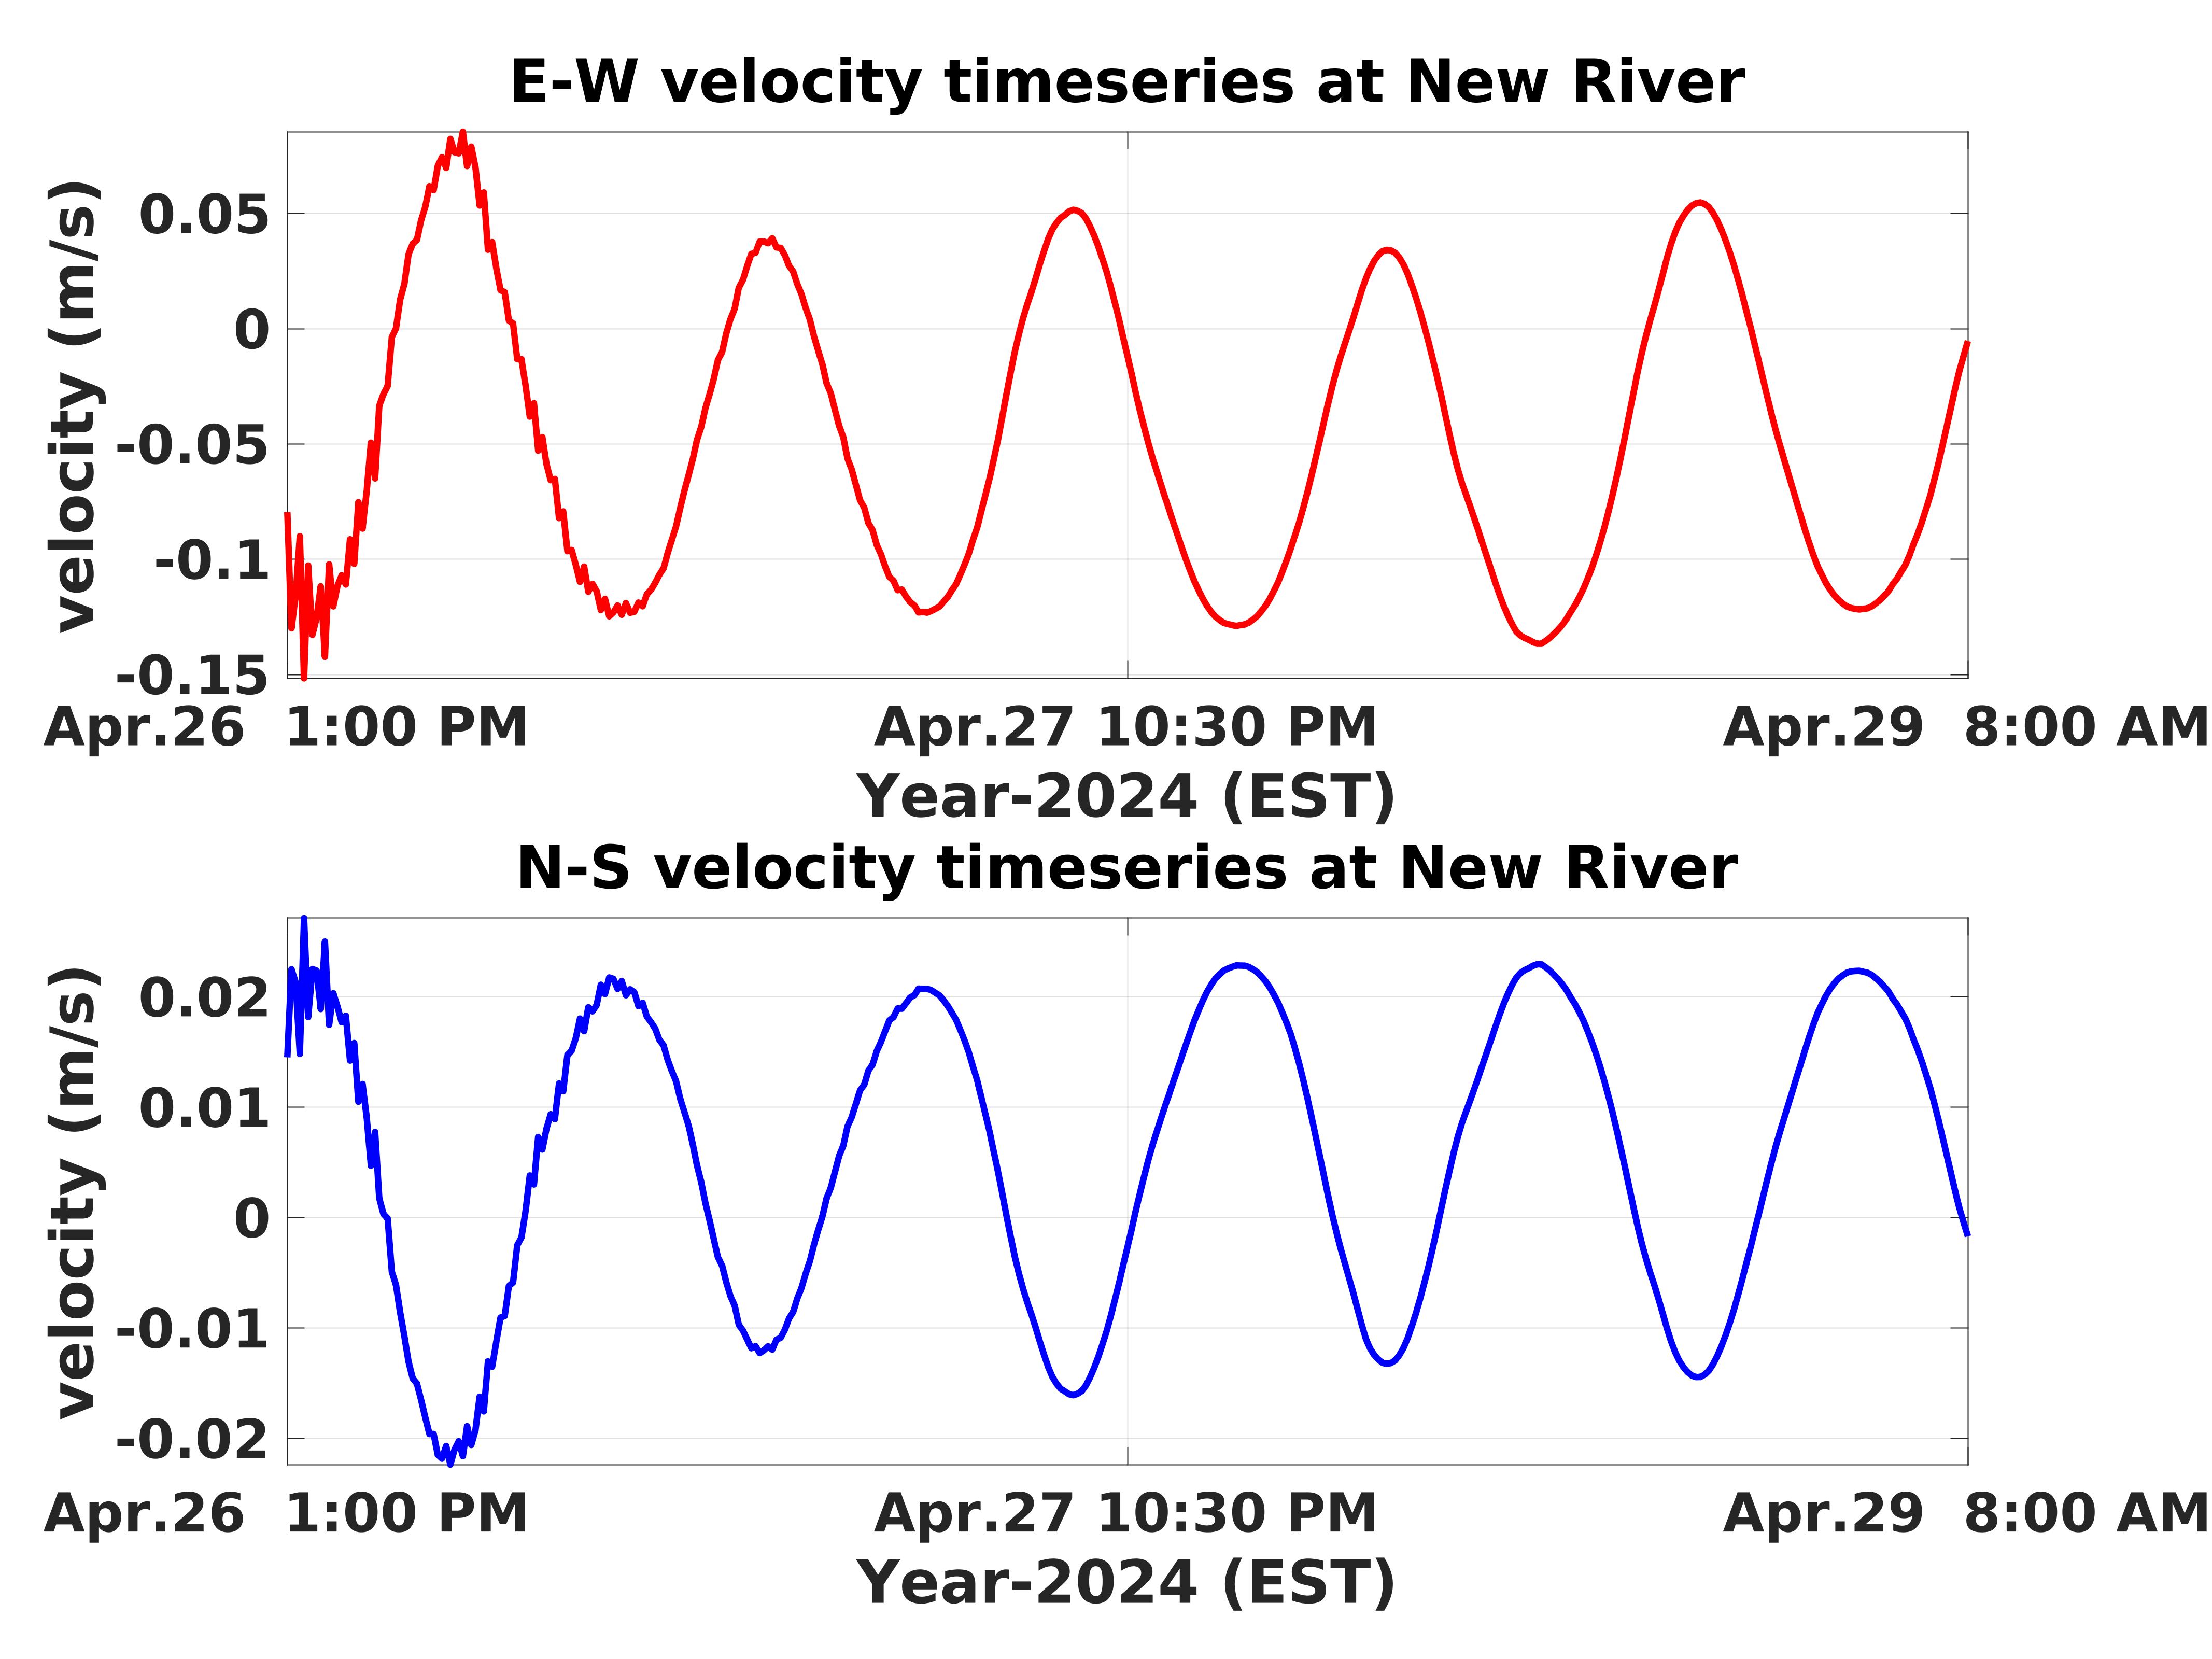 E-W velocity timeseries at New River
velocity (m/s)
0.05
0
-0.05
-0.1
-0.15
Apr.26  1:00 PM Apr.27 10:30 PM Apr.29  8:00 AM
Year-2024 (EST)
N-S velocity timeseries at New River
velocity (m/s)
0.02
0.01
0
-0.01
-0.02
Apr.26  1:00 PM Apr.27 10:30 PM Apr.29  8:00 AM
Year-2024 (EST)